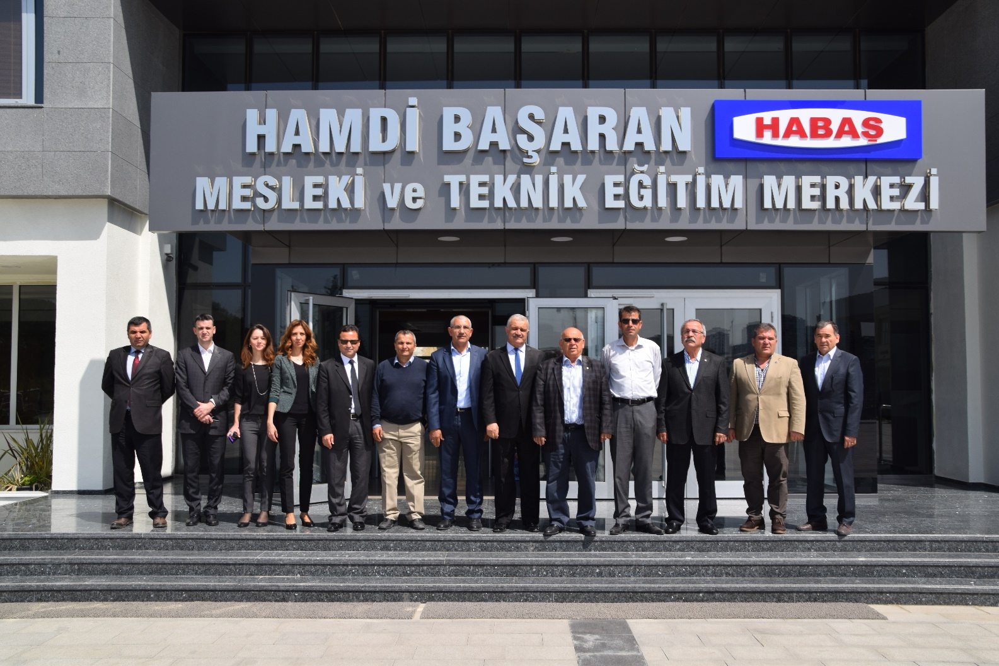 HAMDİ BAŞARAN HABAŞ
MESLEKİ ve TEKNİK EĞİTİM MERKEZİ